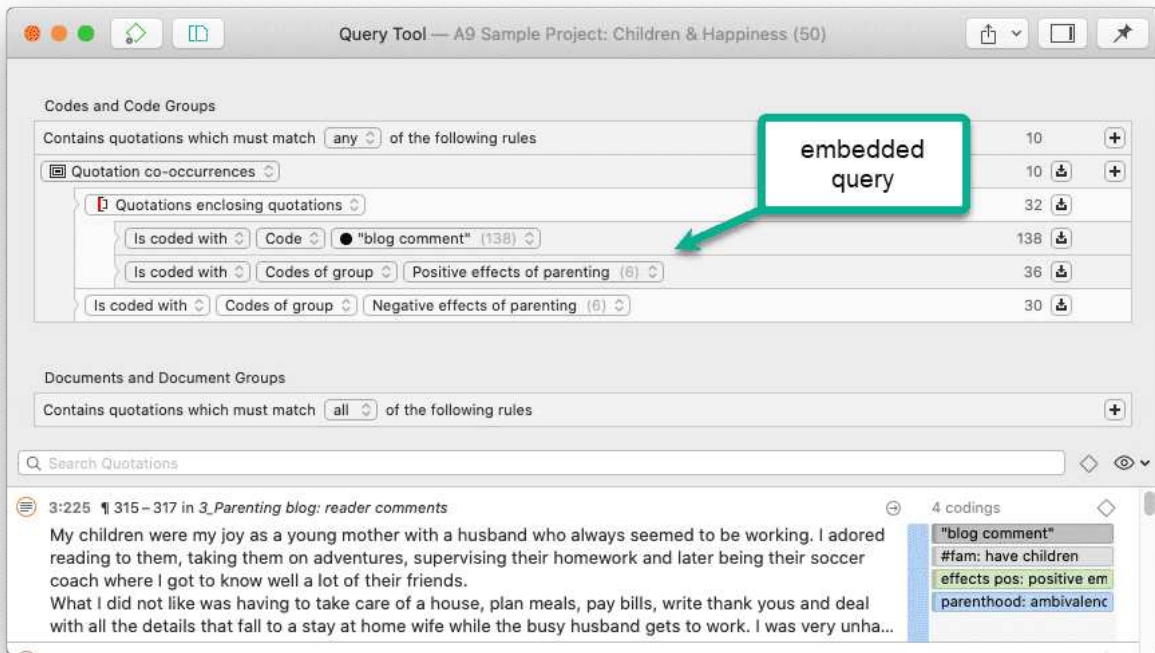 Query Tool — A9 Sample Project: Children & Happiness (50)
Codes and Code Groups
Contains quotations which must match any of the following rules 10
embedded
query
Quotation co-occurrences 10
Quotations enclosing quotations 32
Is coded with Code "blog comment" (138) 138
Is coded with Codes of group Positive effects of parenting (6) 36
Is coded with Codes of group Negative effects of parenting (6) 30
Documents and Document Groups
Contains quotations which must match all of the following rules
Search Quotations
3:225 ¶ 315 – 317 in 3_Parenting blog: reader comments 4 codings
My children were my joy as a young mother with a husband who always seemed to be working. I adored
reading to them, taking them on adventures, supervising their homework and later being their soccer
coach where I got to know well a lot of their friends.
What I did not like was having to take care of a house, plan meals, pay bills, write thank yous and deal
with all the details that fall to a stay at home wife while the busy husband gets to work. I was very unha...
"blog comment"
#fam: have children
effects pos: positive em
parenthood: ambivalenc